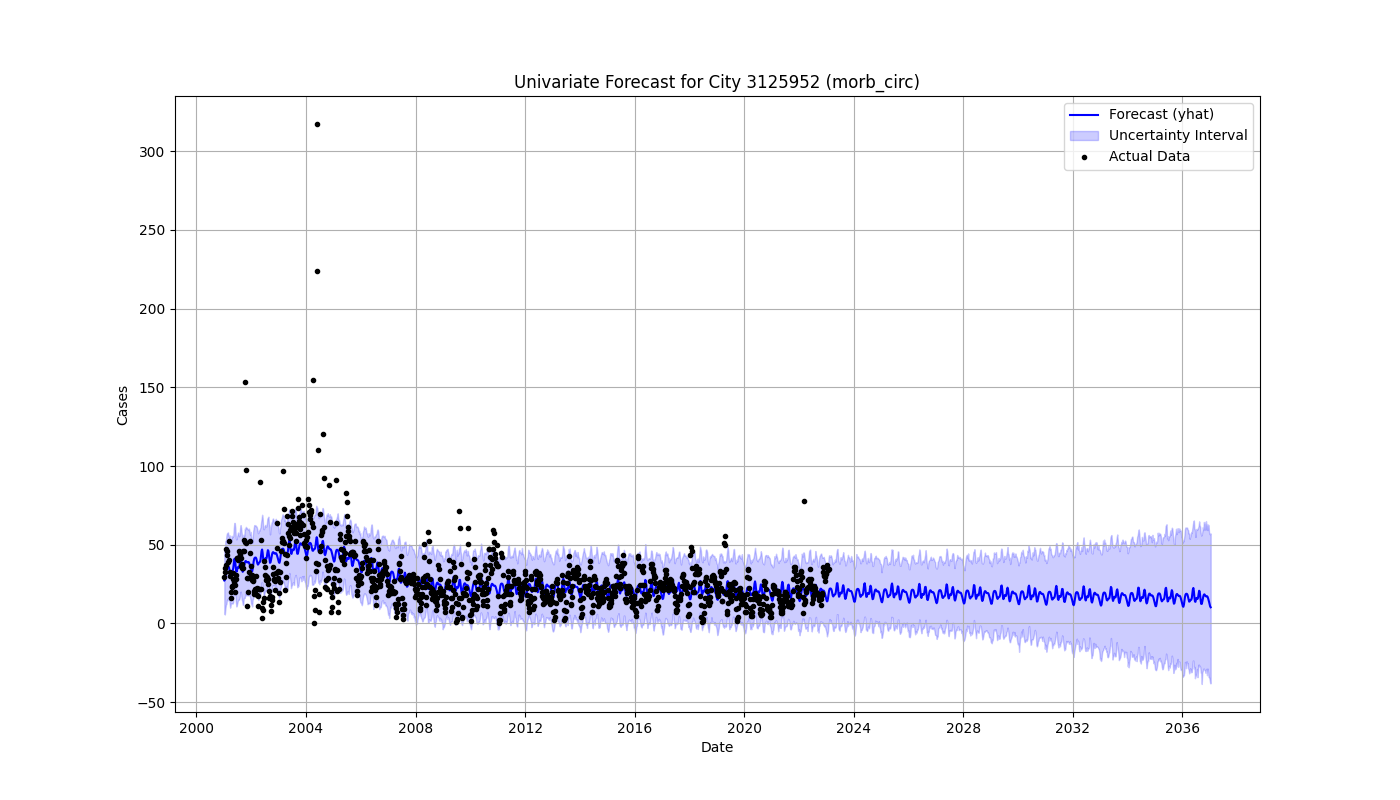 Univariate Forecast for City 3125952 (morb_circ)
Forecast (yhat)
Uncertainty Interval
Actual Data
300
250
200
150
100
50
0
−50
Cases
2000 2004 2008 2012 2016 2020 2024 2028 2032 2036
Date